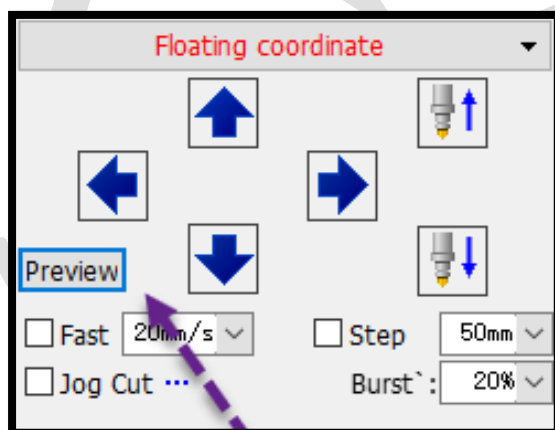 Floating coordinate
Preview
Fast 20mm/s Step 50mm
Jog Cut ... Burst`: 20%